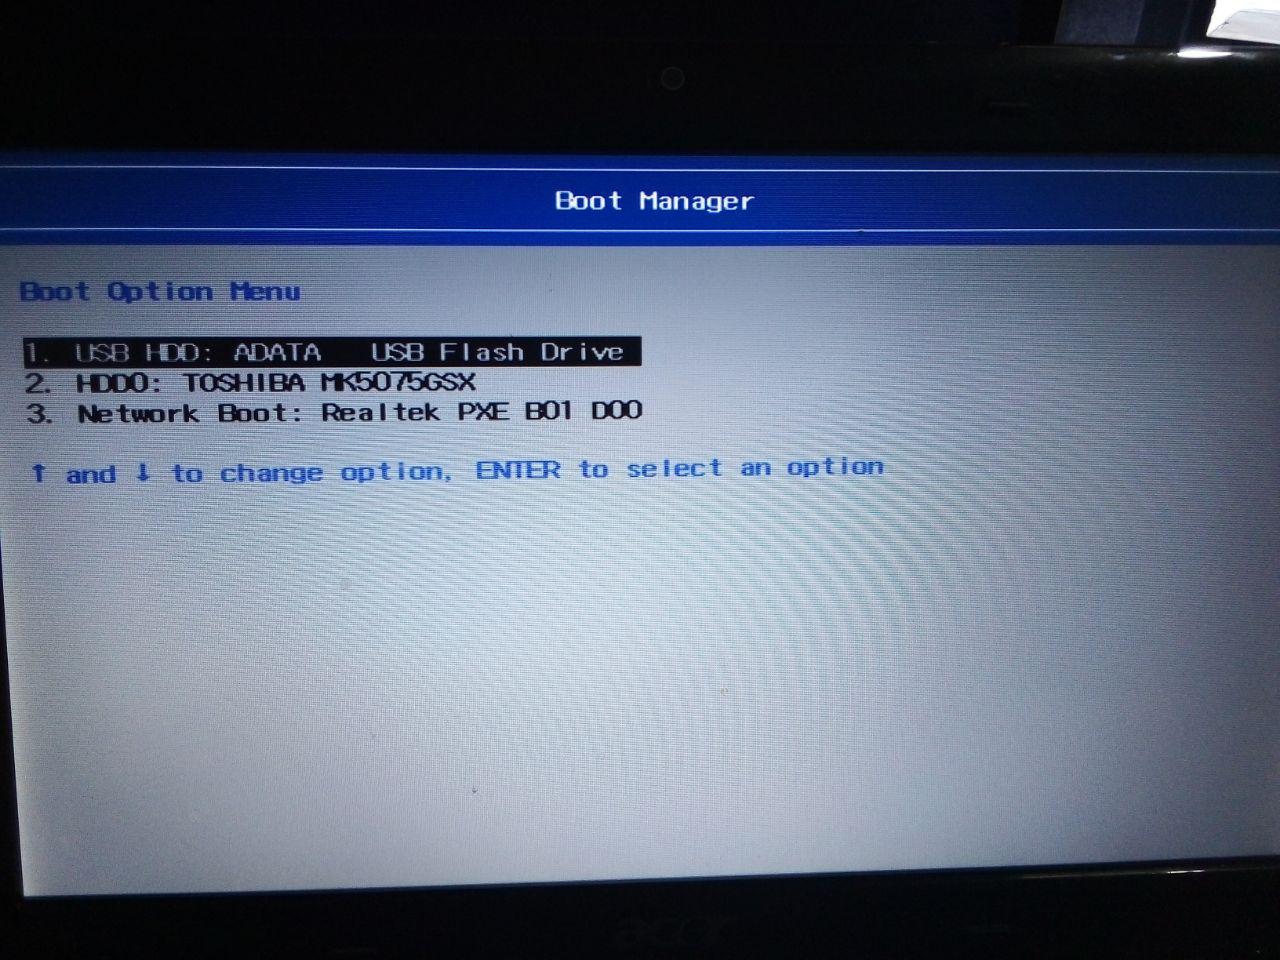 Boot Manager
Boot Option Menu
1. USB HDD: ADATA USB Flash Drive
2. HDD0: TOSHIBA MK5075GSX
3. Network Boot: Realtek PXE B01 D00
↑ and ↓ to change option, ENTER to select an option
acer